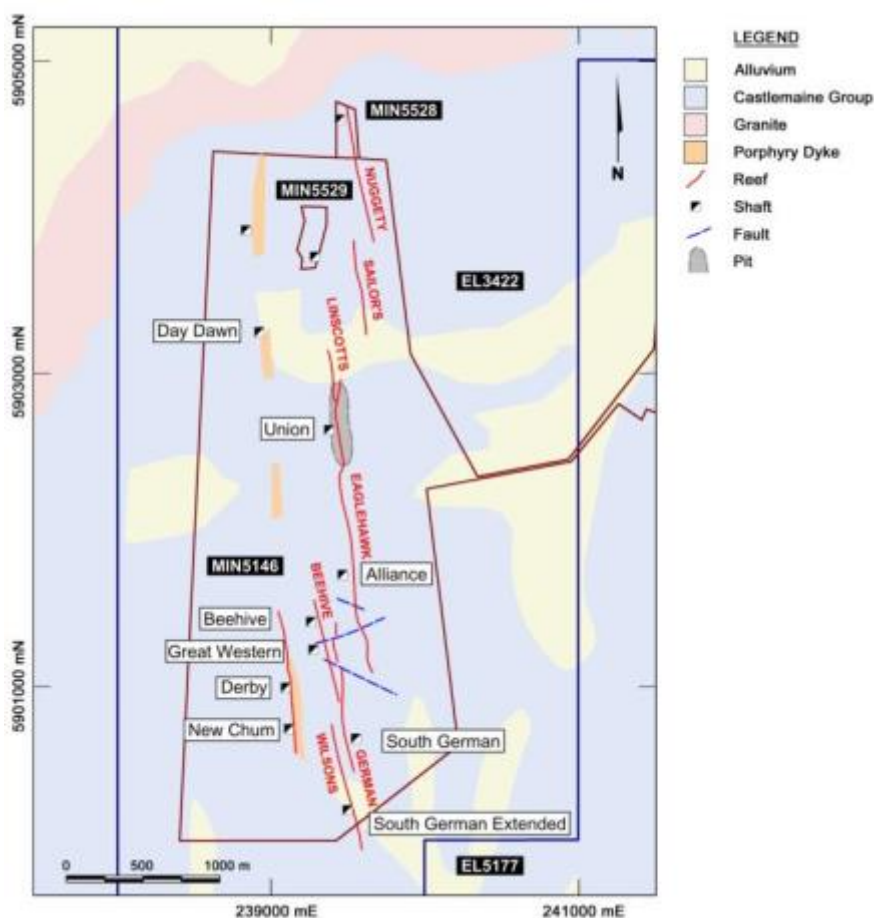 LEGEND
Alluvium
Castlemaine Group
Granite
Porphyry Dyke
Reef
Shaft
Fault
Pit
N
5905000 mN
5903000 mN
5901000 mN
MIN5528
NUGGETY
MIN5529
SAILOR'S
EL3422
LINSCOTTS
Day Dawn
Union
EAGLEHAWK
MIN5146
Alliance
BEEHIVE
Beehive
Great Western
Derby
New Chum
WILSONS
GERMAN
South German
South German Extended
EL5177
0 500 1000 m
239000 mE 241000 mE